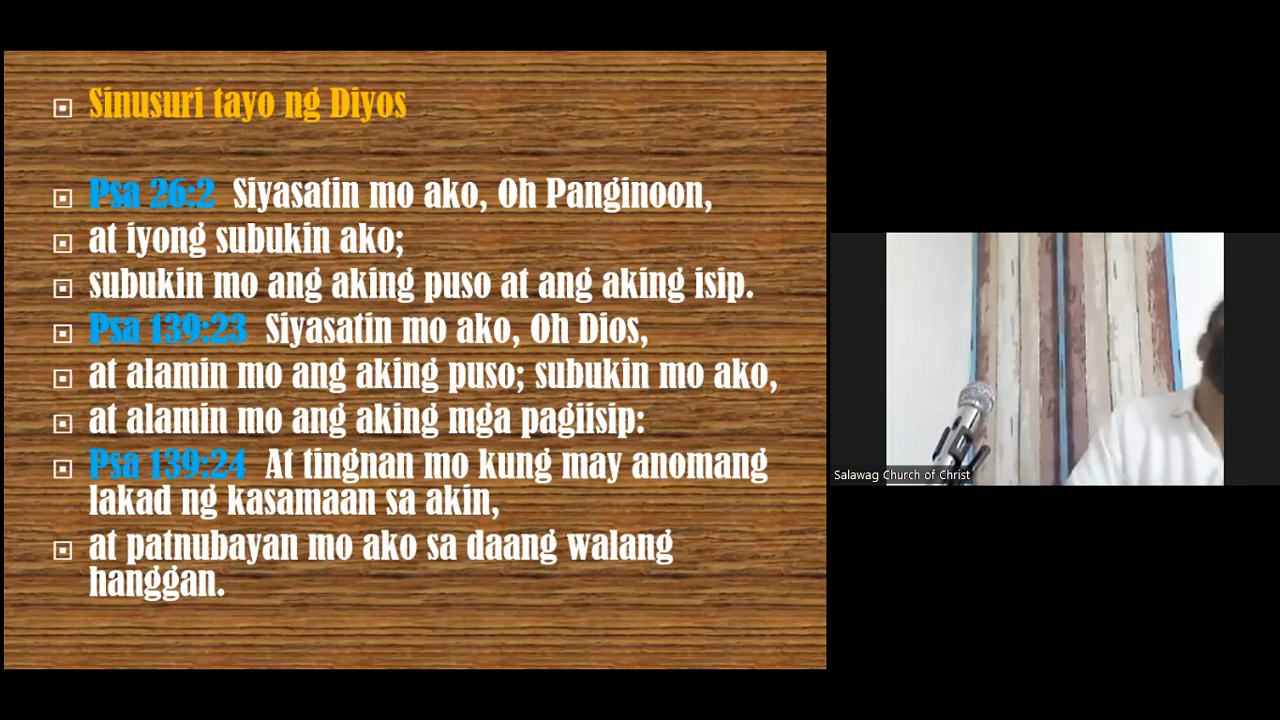 Sinusuri tayo ng Diyos
Psa 26:2 Siyasatin mo ako, Oh Panginoon,
at iyong subukin ako;
subukin mo ang aking puso at ang aking isip.
Psa 139:23 Siyasatin mo ako, Oh Dios,
at alamin mo ang aking puso; subukin mo ako,
at alamin mo ang aking mga pagiisip:
Psa 139:24 At tingnan mo kung may anomang
lakad ng kasamaan sa akin,
at patnubayan mo ako sa daang walang
hanggan.
Salawag Church of Christ